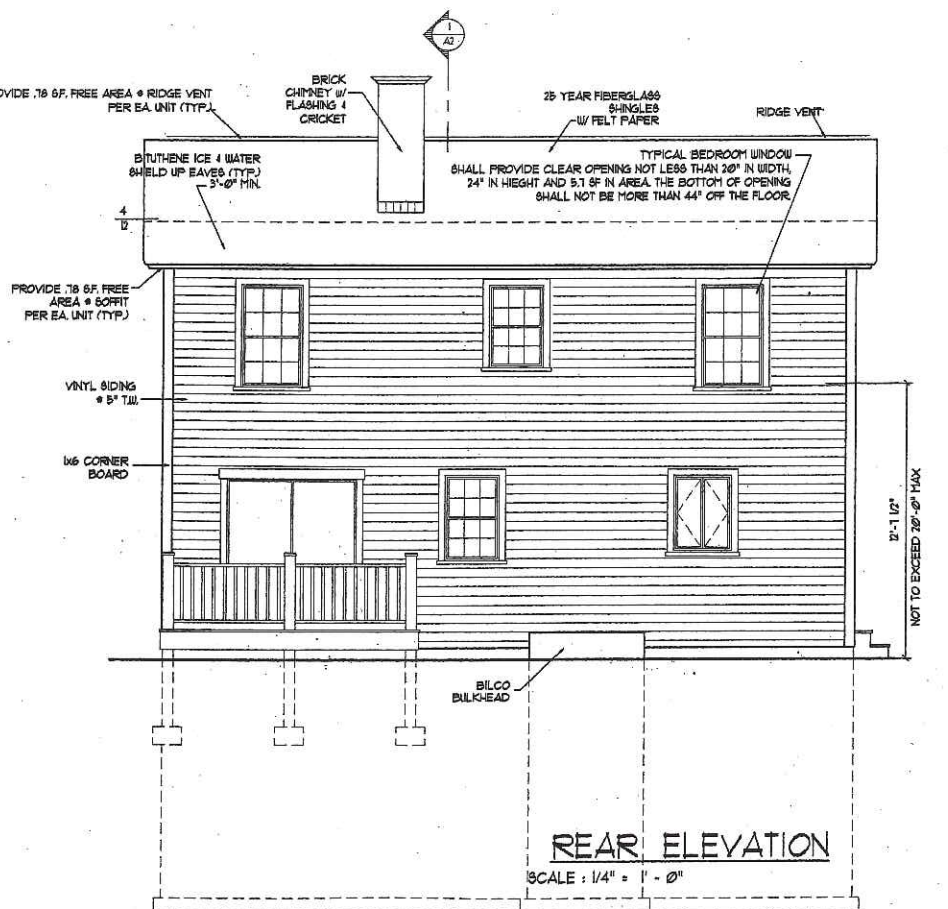 1
A2
OVIDE .78 S.F. FREE AREA @ RIDGE VENT
PER EA. UNIT (TYP.)
BRICK
CHIMNEY W/
FLASHING &
CRICKET
25 YEAR FIBERGLASS
SHINGLES
W/ FELT PAPER
RIDGE VENT
BITUTHENE ICE & WATER
SHIELD UP EAVES (TYP.)
3'-0" MIN.
TYPICAL BEDROOM WINDOW
SHALL PROVIDE CLEAR OPENING NOT LESS THAN 20" IN WIDTH,
24" IN HIEGHT AND 5.7 SF IN AREA. THE BOTTOM OF OPENING
SHALL NOT BE MORE THAN 44" OFF THE FLOOR.
4
12
PROVIDE .78 S.F. FREE
AREA @ SOFFIT
PER EA. UNIT (TYP.)
VINYL SIDING
@ 5" T.W.
1x6 CORNER
BOARD
12'-7 1/2"
NOT TO EXCEED 20'-0" MAX
BILCO
BULKHEAD
REAR ELEVATION
SCALE : 1/4" = 1' - 0"